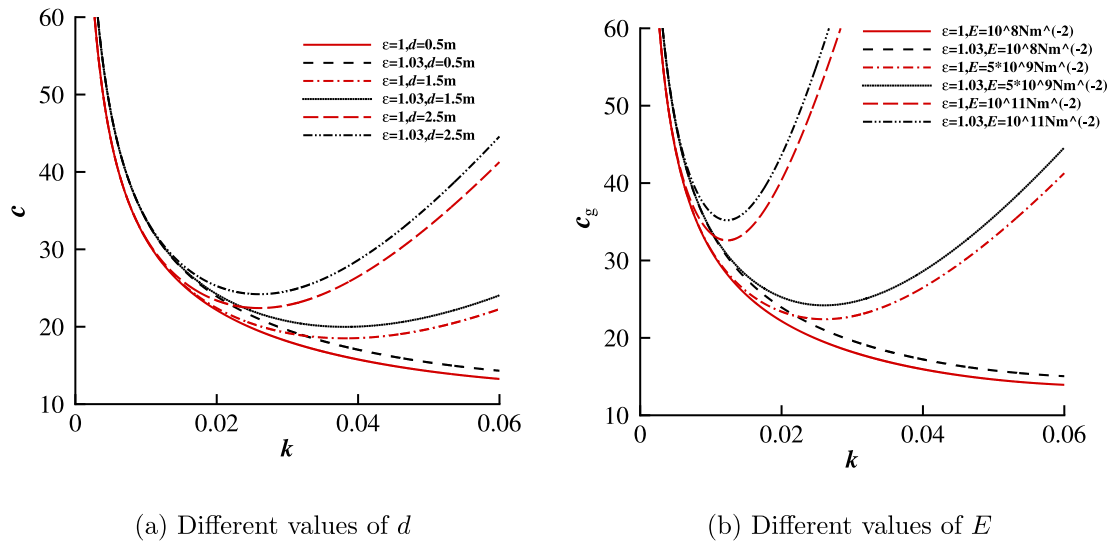 60
50
40
30
20
10
c
0
0.02
0.04
0.06
k
ε=1,d=0.5m
ε=1.03,d=0.5m
ε=1,d=1.5m
ε=1.03,d=1.5m
ε=1,d=2.5m
ε=1.03,d=2.5m
(a) Different values of d
60
50
40
30
20
10
cg
0
0.02
0.04
0.06
k
ε=1,E=10^8Nm^(-2)
ε=1.03,E=10^8Nm^(-2)
ε=1,E=5*10^9Nm^(-2)
ε=1.03,E=5*10^9Nm^(-2)
ε=1,E=10^11Nm^(-2)
ε=1.03,E=10^11Nm^(-2)
(b) Different values of E